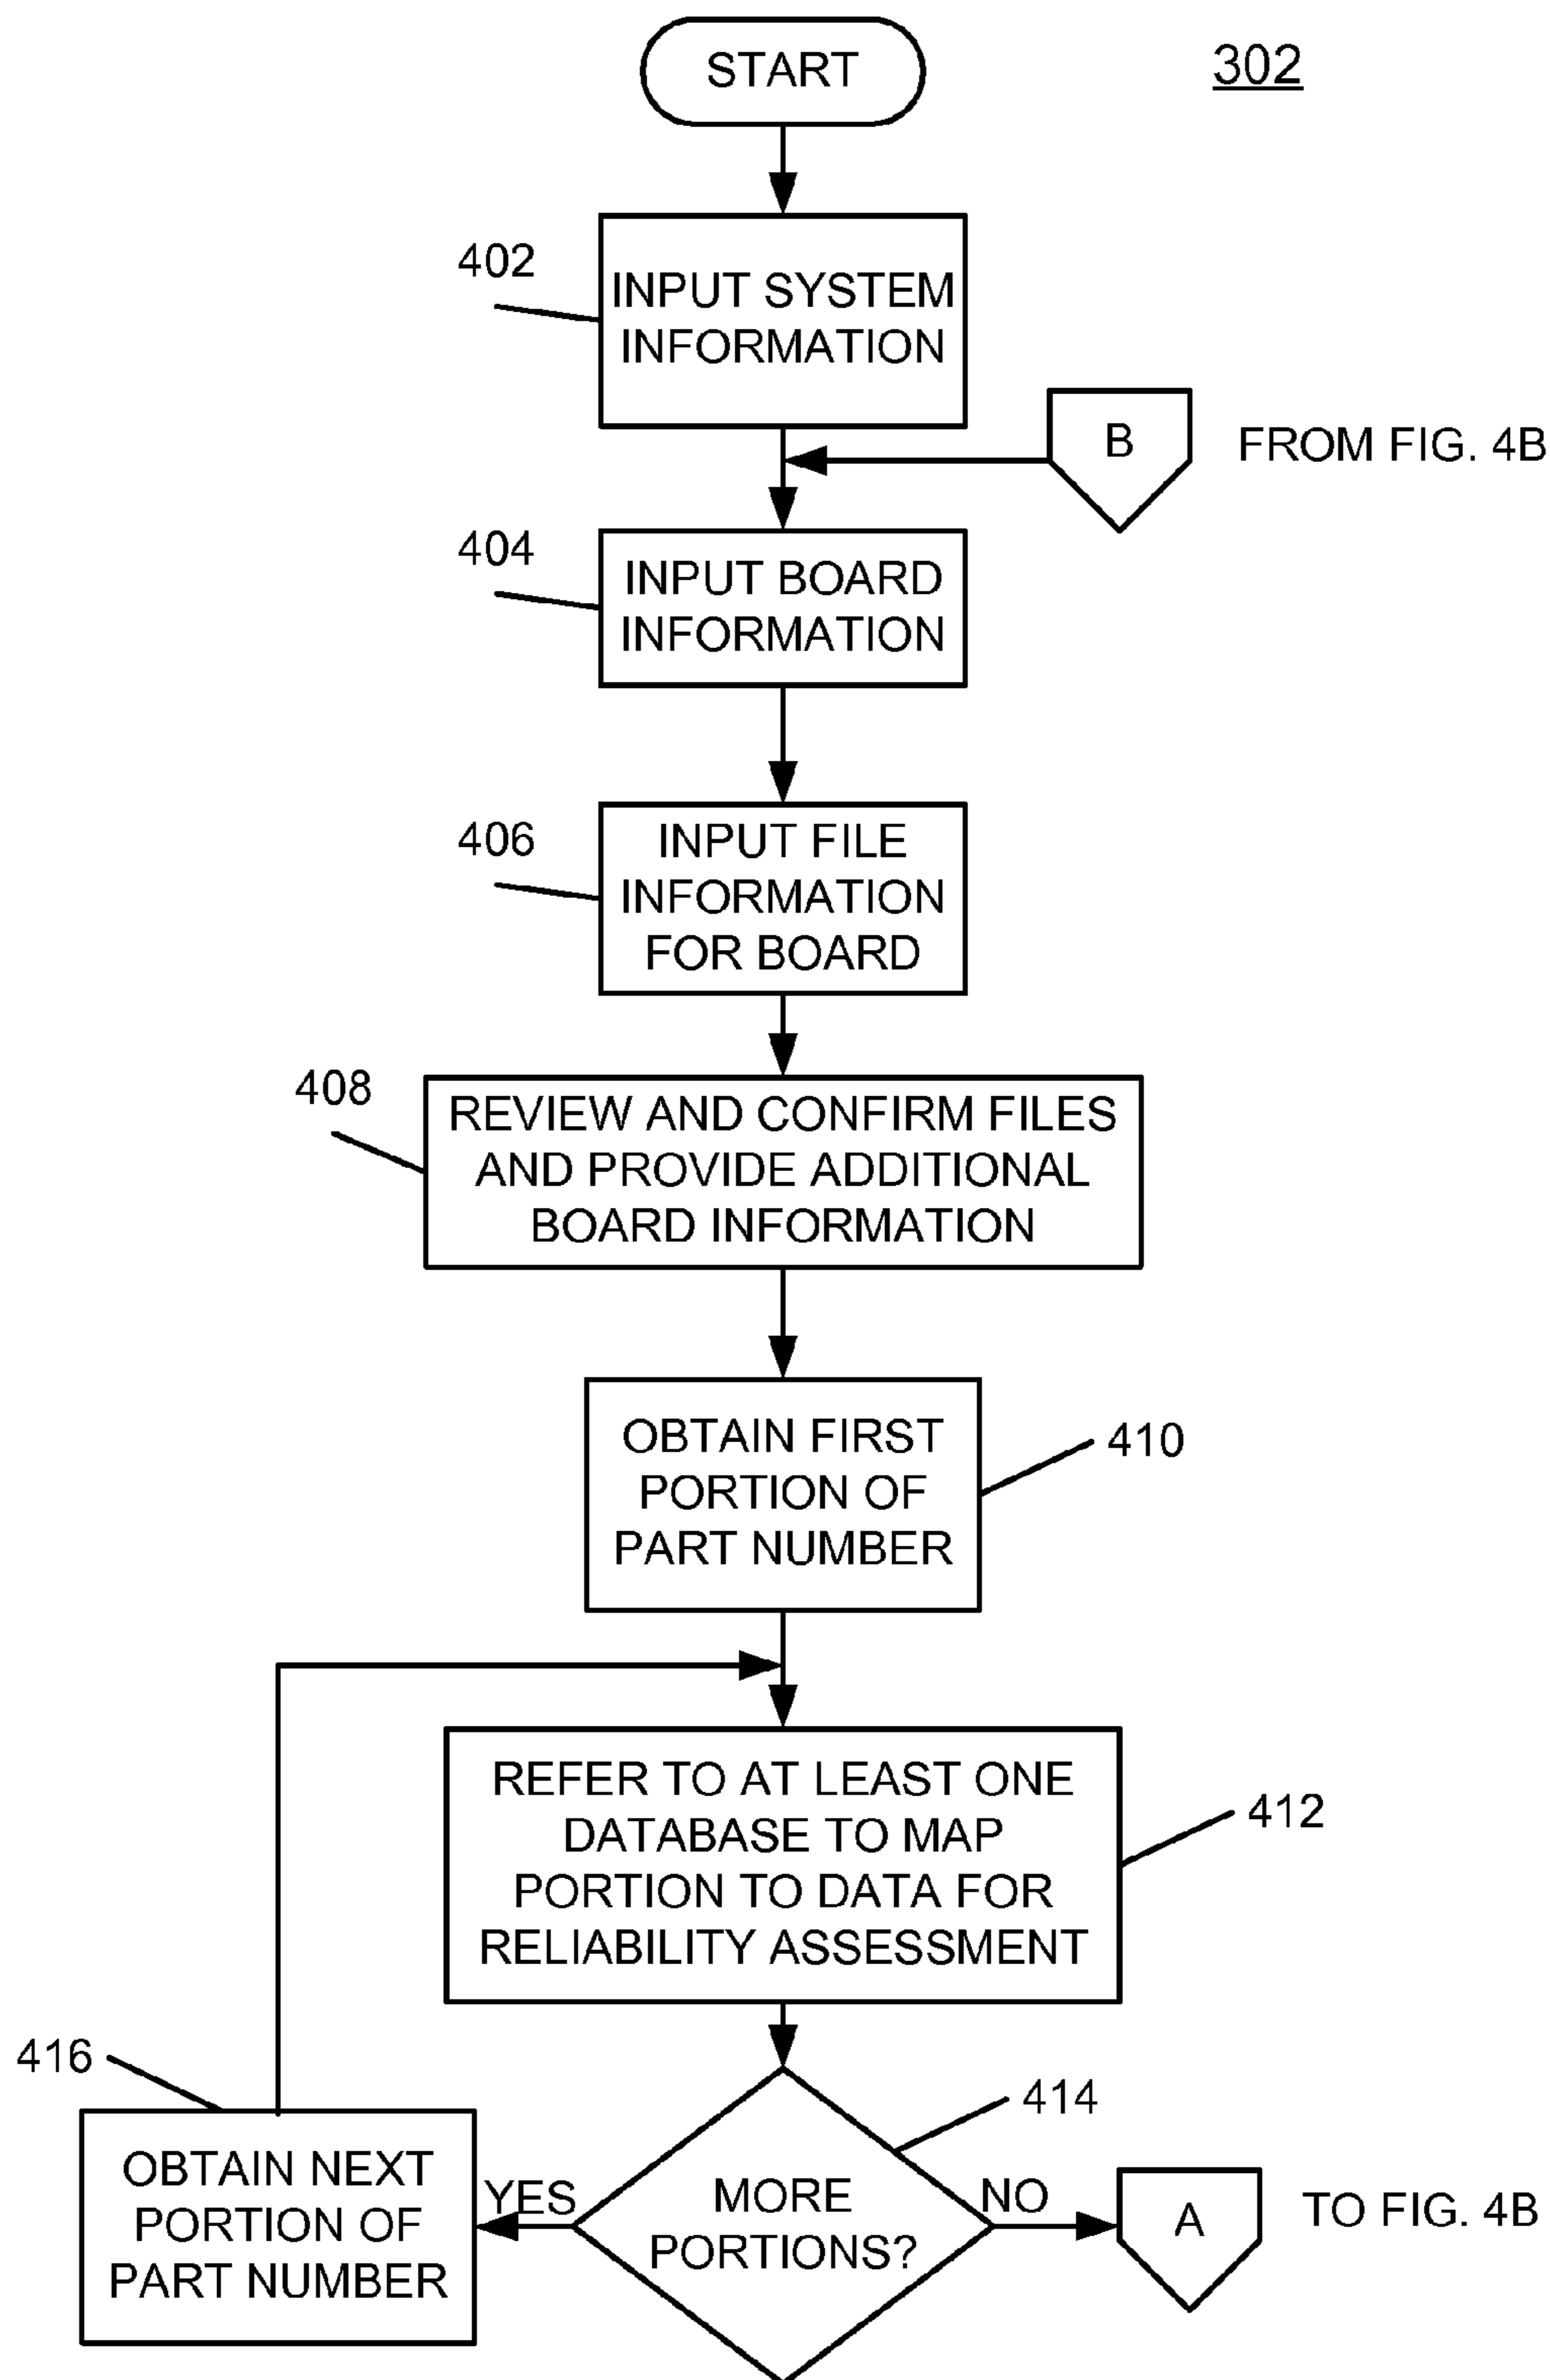 START
302
402
INPUT SYSTEM
INFORMATION
B
FROM FIG. 4B
404
INPUT BOARD
INFORMATION
406
INPUT FILE
INFORMATION
FOR BOARD
408
REVIEW AND CONFIRM FILES
AND PROVIDE ADDITIONAL
BOARD INFORMATION
OBTAIN FIRST
PORTION OF
PART NUMBER
410
REFER TO AT LEAST ONE
DATABASE TO MAP
PORTION TO DATA FOR
RELIABILITY ASSESSMENT
412
416
OBTAIN NEXT
PORTION OF
PART NUMBER
YES
414
MORE
PORTIONS?
NO
A
TO FIG. 4B